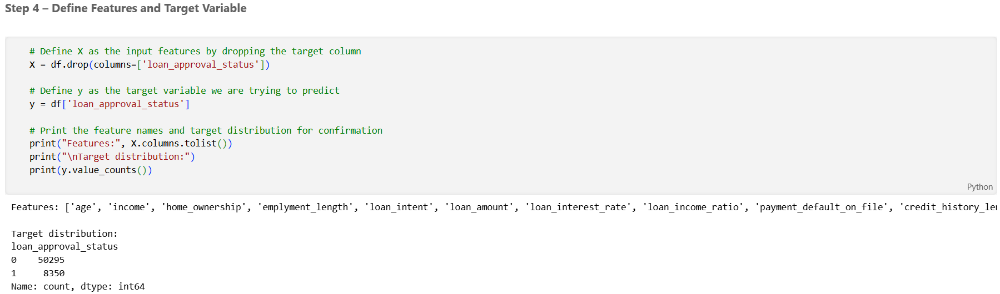 Step 4 – Define Features and Target Variable
# Define X as the input features by dropping the target column
X = df.drop(columns=['loan_approval_status'])
# Define y as the target variable we are trying to predict
y = df['loan_approval_status']
# Print the feature names and target distribution for confirmation
print("Features:", X.columns.tolist())
print("\nTarget distribution:")
print(y.value_counts())
Python
Features: ['age', 'income', 'home_ownership', 'emplyment_length', 'loan_intent', 'loan_amount', 'loan_interest_rate', 'loan_income_ratio', 'payment_default_on_file', 'credit_history_le
Target distribution:
loan_approval_status
0    50295
1     8350
Name: count, dtype: int64